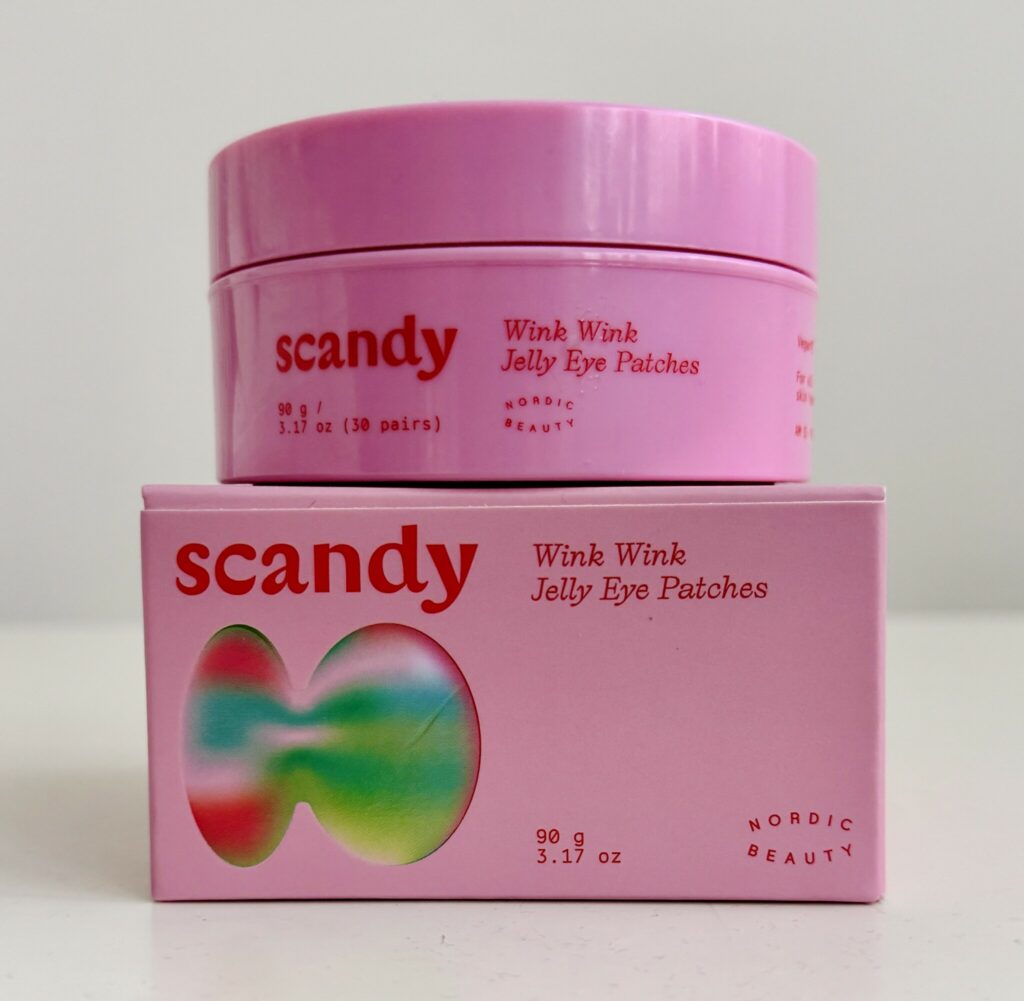 scandy
Wink Wink
Jelly Eye Patches
90 g /
3.17 oz (30 pairs)
NORDIC
BEAUTY
scandy
Wink Wink
Jelly Eye Patches
90 g
3.17 oz
NORDIC
BEAUTY